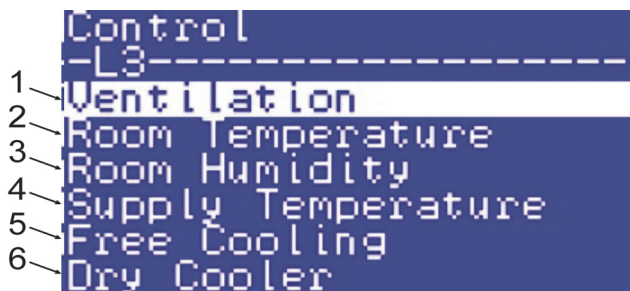 Control
-L3--------------------
1 Ventilation
2 Room Temperature
3 Room Humidity
4 Supply Temperature
5 Free Cooling
6 Dry Cooler